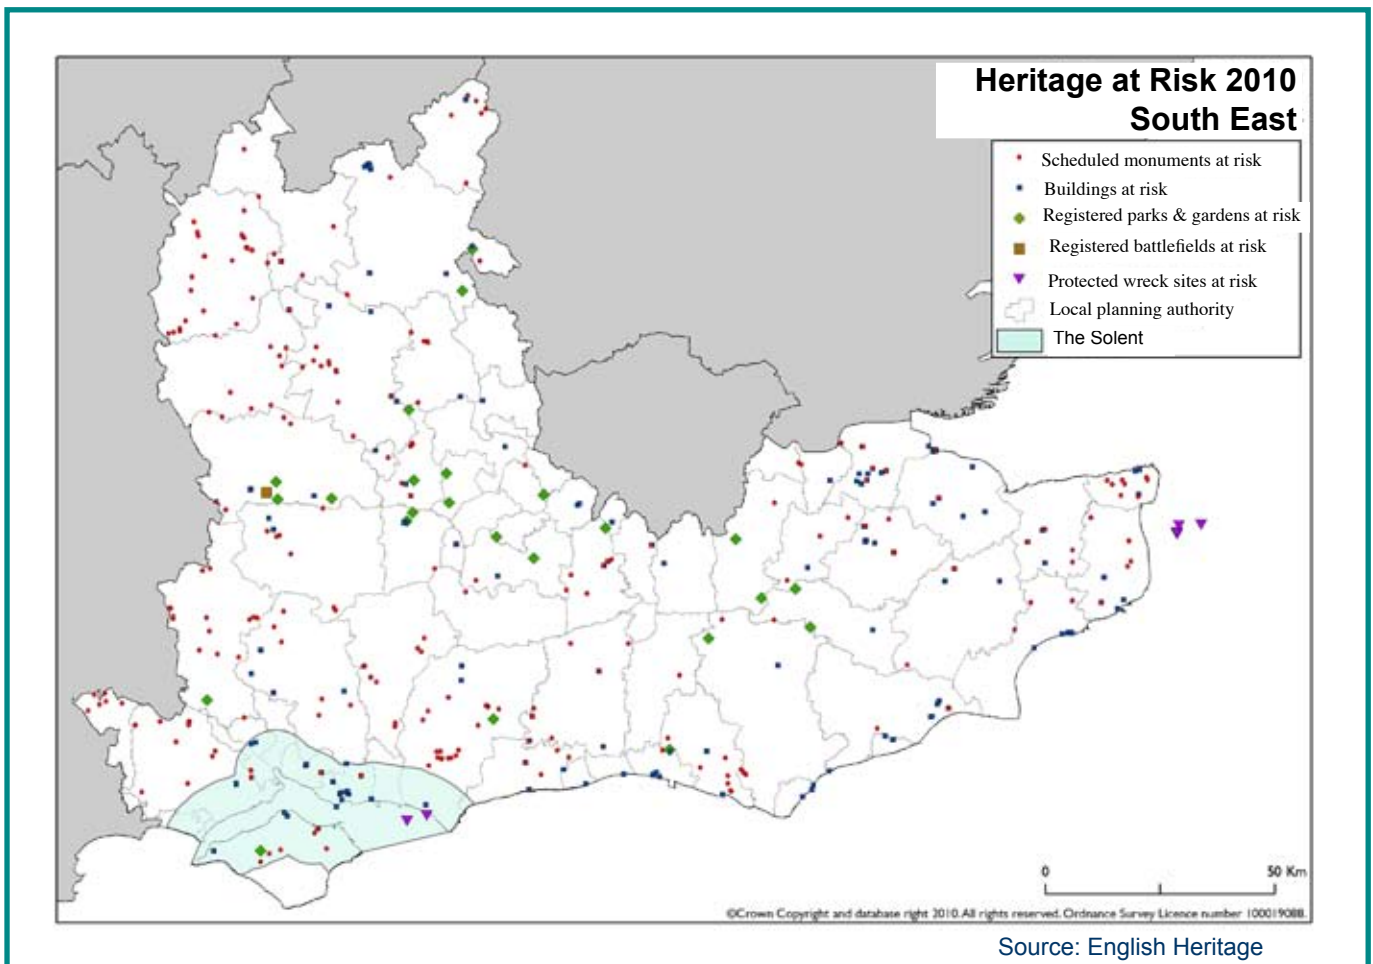 Heritage at Risk 2010
South East
Scheduled monuments at risk
Buildings at risk
Registered parks & gardens at risk
Registered battlefields at risk
Protected wreck sites at risk
Local planning authority
The Solent
0 50 Km
©Crown Copyright and database right 2010. All rights reserved. Ordnance Survey Licence number 100019088.
Source: English Heritage